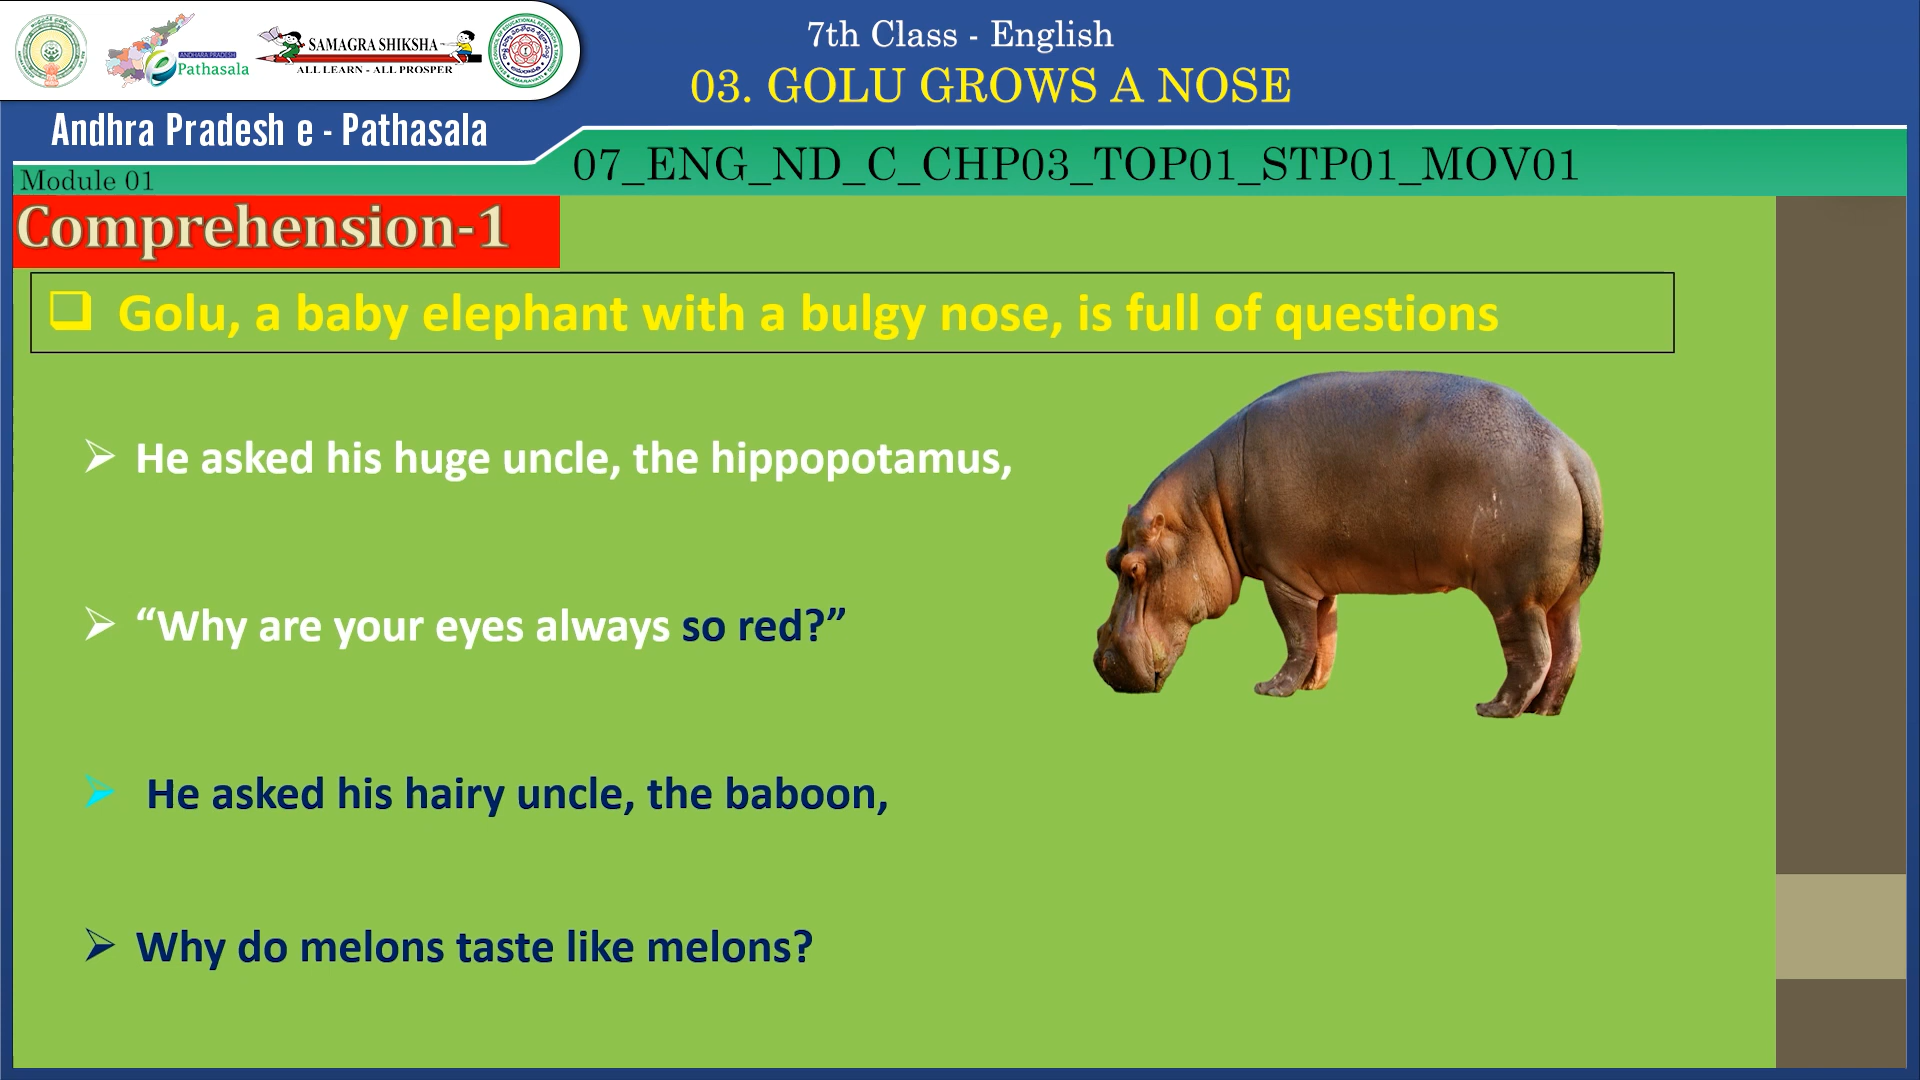 ANDHRA PRADESH
e Pathasala
SAMAGRA SHIKSHA
ALL LEARN - ALL PROSPER
7th Class - English
03. GOLU GROWS A NOSE
Andhra Pradesh e - Pathasala
07_ENG_ND_C_CHP03_TOP01_STP01_MOV01
Module 01
Comprehension-1
Golu, a baby elephant with a bulgy nose, is full of questions
He asked his huge uncle, the hippopotamus,
“Why are your eyes always so red?”
He asked his hairy uncle, the baboon,
Why do melons taste like melons?